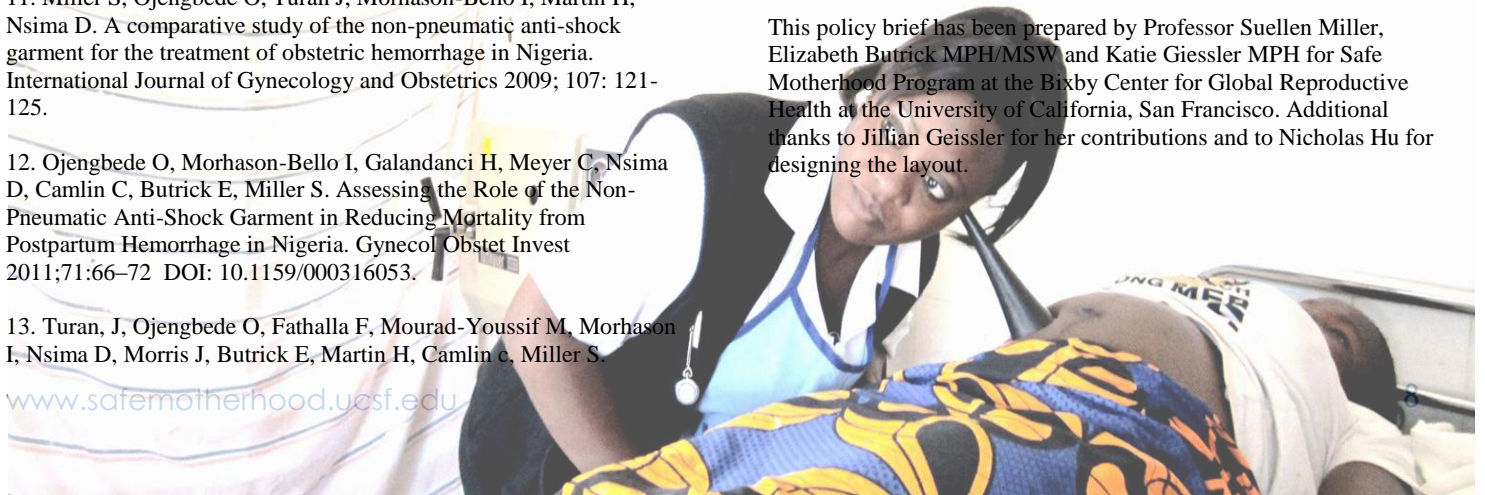 11. Miller S, Ojengbede O, Turan J, Morhason-Bello I, Martin H,
Nsima D. A comparative study of the non-pneumatic anti-shock
garment for the treatment of obstetric hemorrhage in Nigeria.
International Journal of Gynecology and Obstetrics 2009; 107: 121-
125.
12. Ojengbede O, Morhason-Bello I, Galandanci H, Meyer C, Nsima
D, Camlin C, Butrick E, Miller S. Assessing the Role of the Non-
Pneumatic Anti-Shock Garment in Reducing Mortality from
Postpartum Hemorrhage in Nigeria. Gynecol Obstet Invest
2011;71:66–72 DOI: 10.1159/000316053.
13. Turan, J, Ojengbede O, Fathalla F, Mourad-Youssif M, Morhason
I, Nsima D, Morris J, Butrick E, Martin H, Camlin c, Miller S.
www.safemotherhood.ucsf.edu
This policy brief has been prepared by Professor Suellen Miller,
Elizabeth Butrick MPH/MSW and Katie Giessler MPH for Safe
Motherhood Program at the Bixby Center for Global Reproductive
Health at the University of California, San Francisco. Additional
thanks to Jillian Geissler for her contributions and to Nicholas Hu for
designing the layout.
8